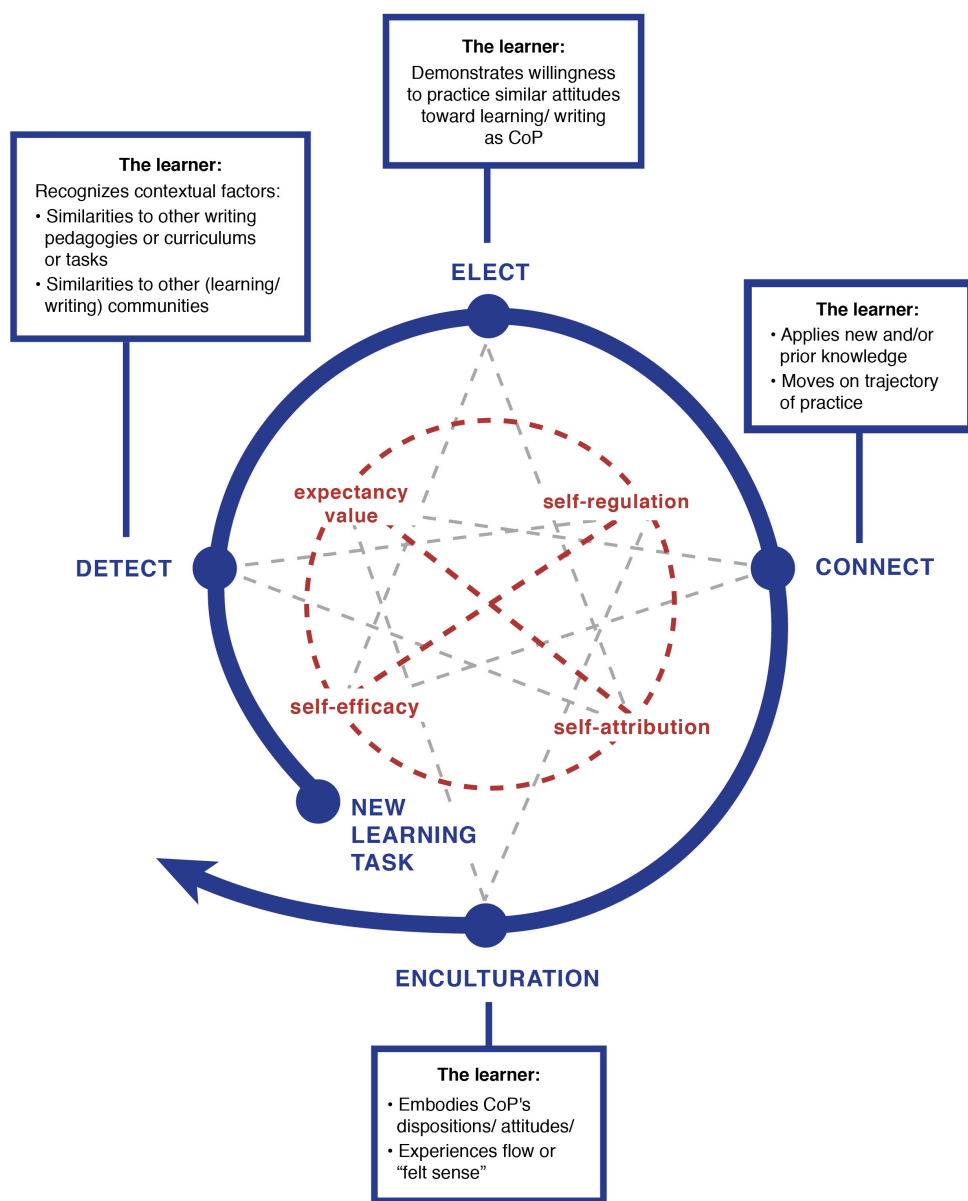 The learner:
Demonstrates willingness
to practice similar attitudes
toward learning/ writing
as CoP
The learner:
Recognizes contextual factors:
• Similarities to other writing
pedagogies or curriculums
or tasks
• Similarities to other (learning/
writing) communities
ELECT
The learner:
• Applies new and/or
prior knowledge
• Moves on trajectory
of practice
expectancy
value
self-regulation
DETECT
CONNECT
self-efficacy
self-attribution
NEW
LEARNING
TASK
ENCULTURATION
The learner:
• Embodies CoP's
dispositions/ attitudes/
• Experiences flow or
“felt sense”